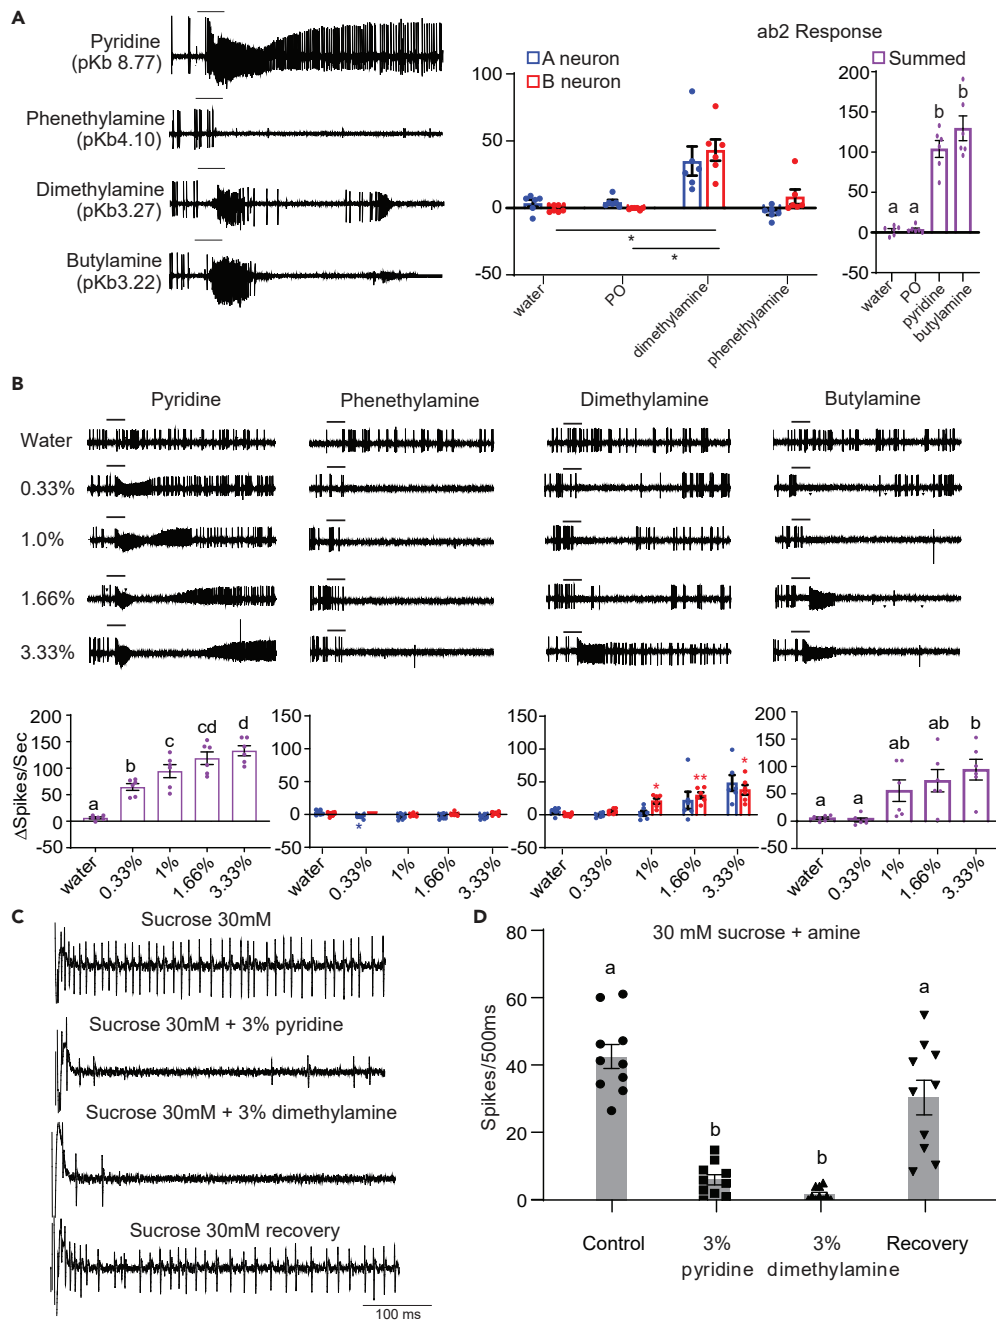 A
Pyridine
(pKb 8.77)
Phenethylamine
(pKb4.10)
Dimethylamine
(pKb3.27)
Butylamine
(pKb3.22)
ab2 Response
A neuron
B neuron
100
50
0
-50
*
*
water
PO
dimethylamine
phenethylamine
Summed
200
150
100
50
0
-50
a
a
b
b
water
PO
pyridine
butylamine
B
Pyridine
Phenethylamine
Dimethylamine
Butylamine
Water
0.33%
1.0%
1.66%
3.33%
ΔSpikes/Sec
200
150
100
50
0
-50
a
b
c
cd
d
water
0.33%
1%
1.66%
3.33%
150
100
50
0
-50
*
water
0.33%
1%
1.66%
3.33%
150
100
50
0
-50
*
**
*
water
0.33%
1%
1.66%
3.33%
200
150
100
50
0
-50
a
a
ab
ab
b
water
0.33%
1%
1.66%
3.33%
C
Sucrose 30mM
Sucrose 30mM + 3% pyridine
Sucrose 30mM + 3% dimethylamine
Sucrose 30mM recovery
100 ms
D
30 mM sucrose + amine
Spikes/500ms
80
60
40
20
0
a
b
b
a
Control
3%
pyridine
3%
dimethylamine
Recovery